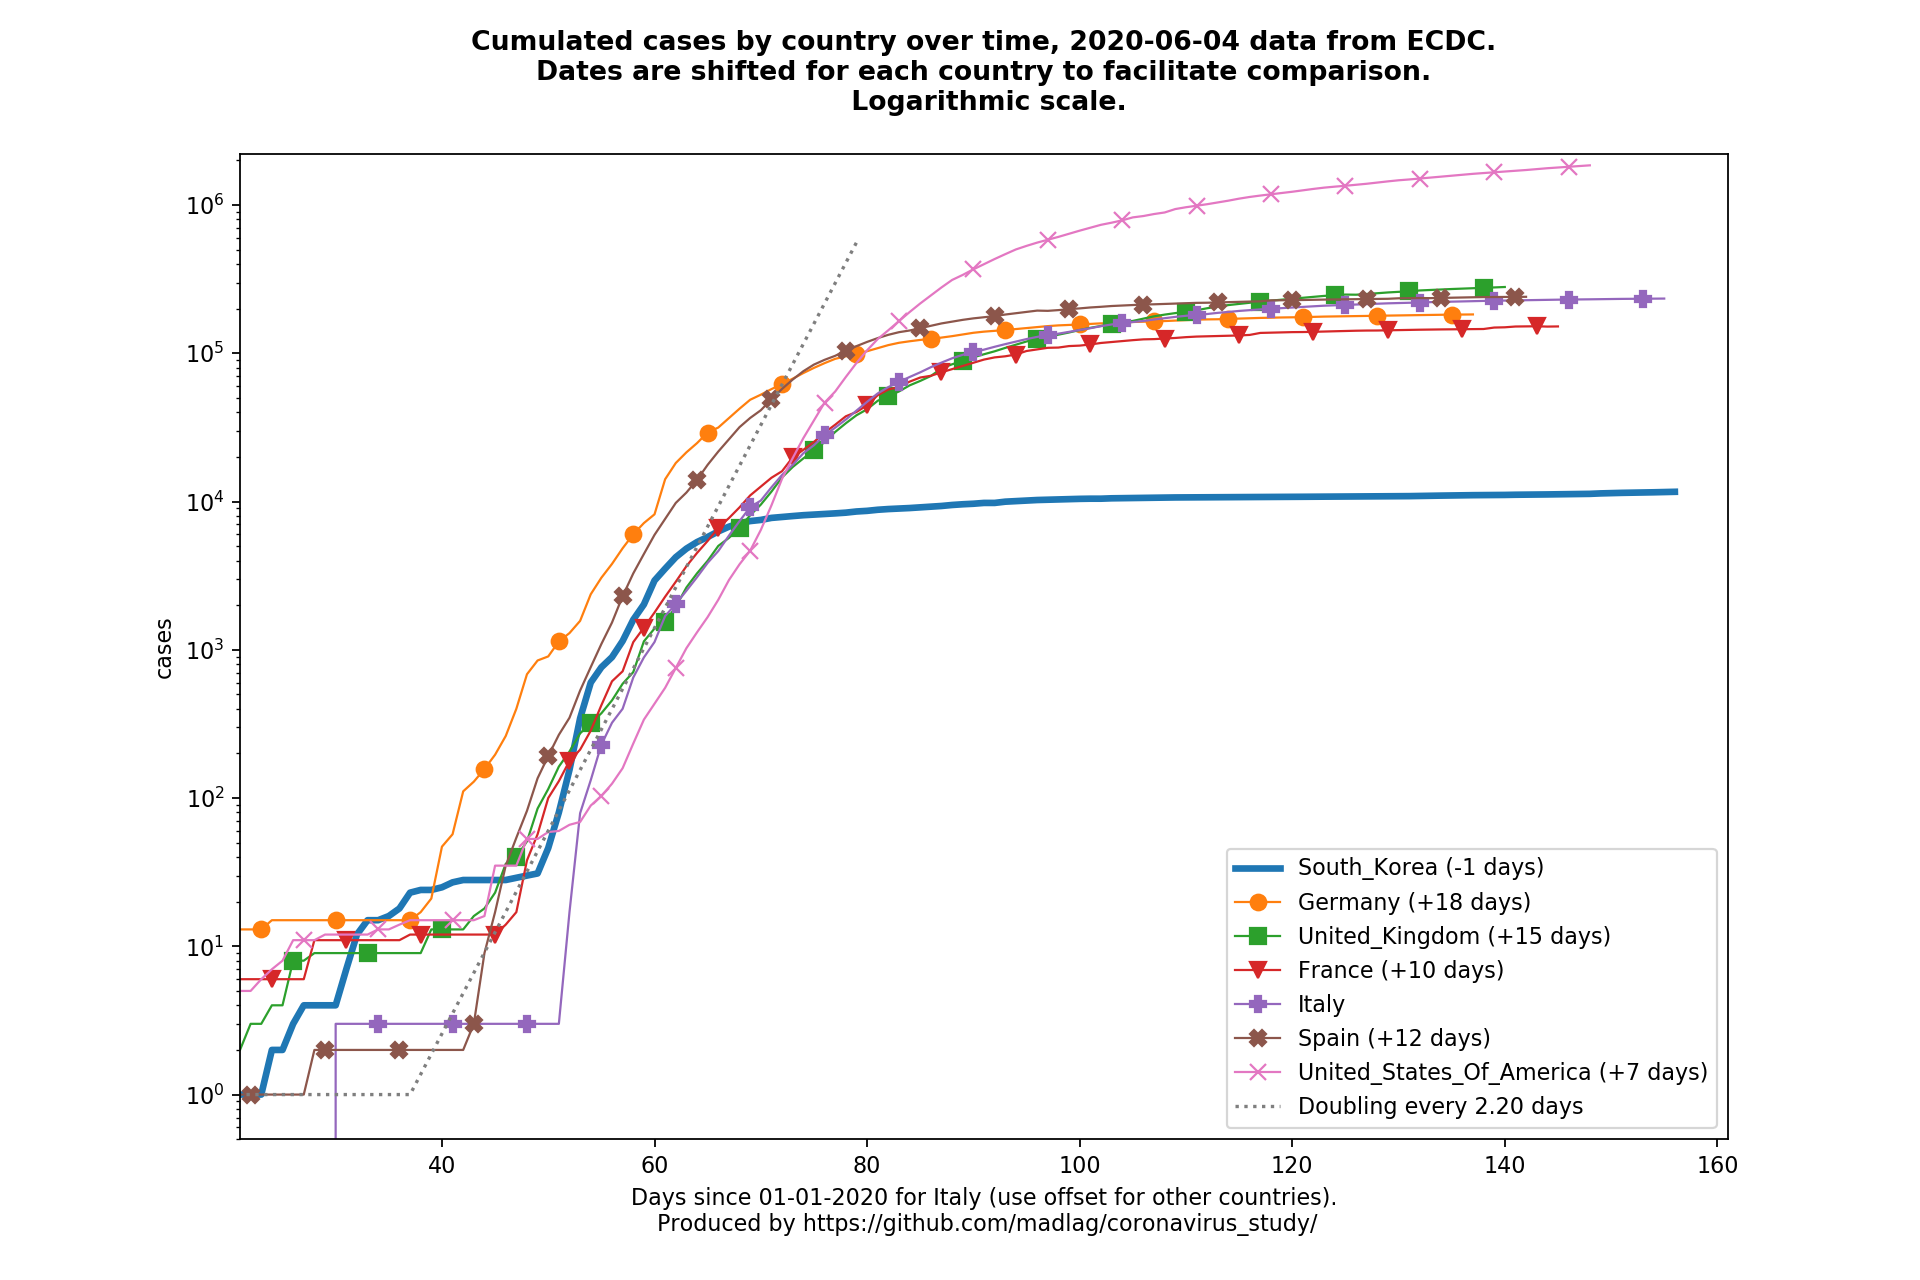 Cumulated cases by country over time, 2020-06-04 data from ECDC.
Dates are shifted for each country to facilitate comparison.
Logarithmic scale.
10^6
10^5
10^4
10^3
10^2
10^1
10^0
cases
South_Korea (-1 days)
Germany (+18 days)
United_Kingdom (+15 days)
France (+10 days)
Italy
Spain (+12 days)
United_States_Of_America (+7 days)
Doubling every 2.20 days
40 60 80 100 120 140 160
Days since 01-01-2020 for Italy (use offset for other countries).
Produced by https://github.com/madlag/coronavirus_study/